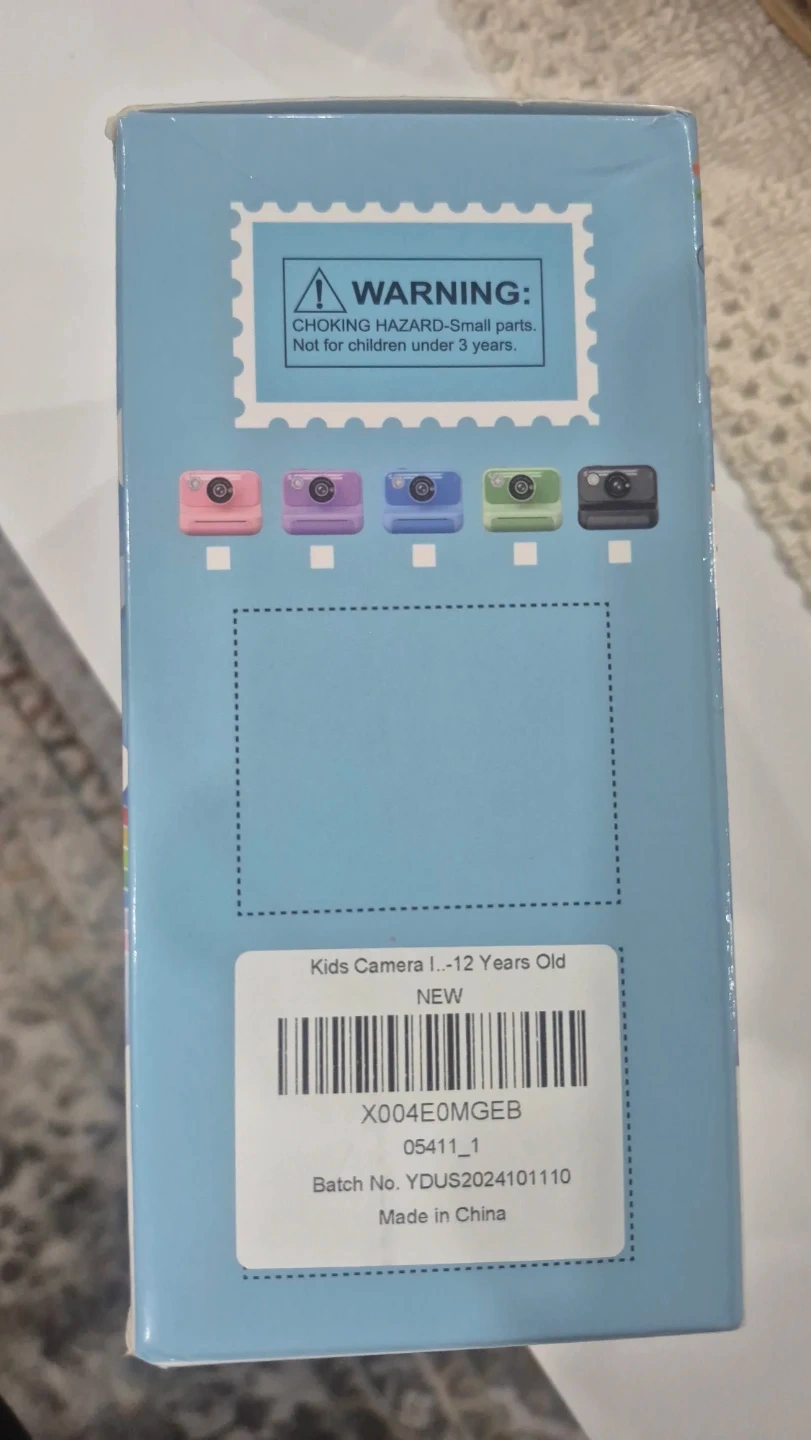 WARNING:
CHOKING HAZARD-Small parts.
Not for children under 3 years.
Kids Camera I..-12 Years Old
NEW
X004E0MGEB
05411_1
Batch No. YDUS2024101110
Made in China